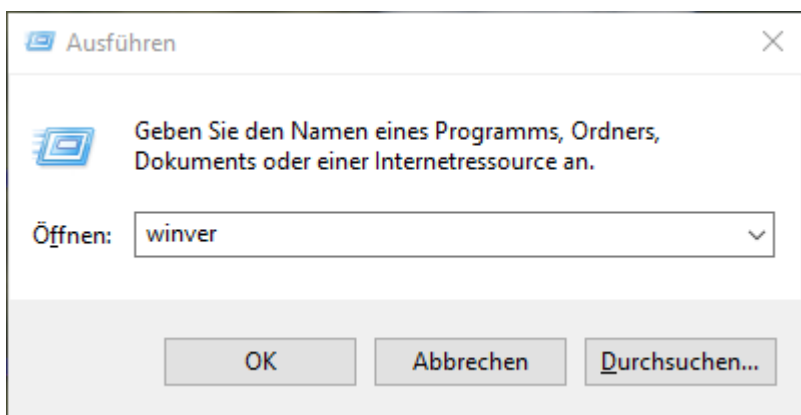 Ausführen
Geben Sie den Namen eines Programms, Ordners,
Dokuments oder einer Internetressource an.
Öffnen: winver
OK Abbrechen Durchsuchen...